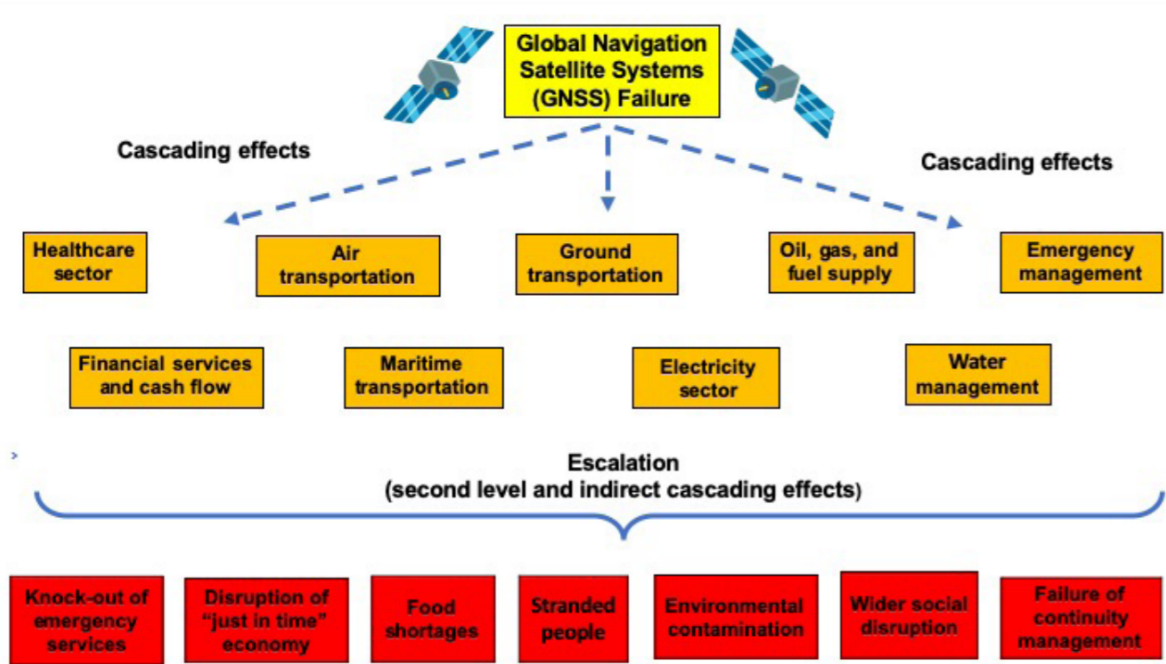 Global Navigation
Satellite Systems
(GNSS) Failure
Cascading effects
Cascading effects
Healthcare
sector
Air
transportation
Ground
transportation
Oil, gas, and
fuel supply
Emergency
management
Financial services
and cash flow
Maritime
transportation
Electricity
sector
Water
management
Escalation
(second level and indirect cascading effects)
Knock-out of
emergency
services
Disruption of
“just in time”
economy
Food
shortages
Stranded
people
Environmental
contamination
Wider social
disruption
Failure of
continuity
management